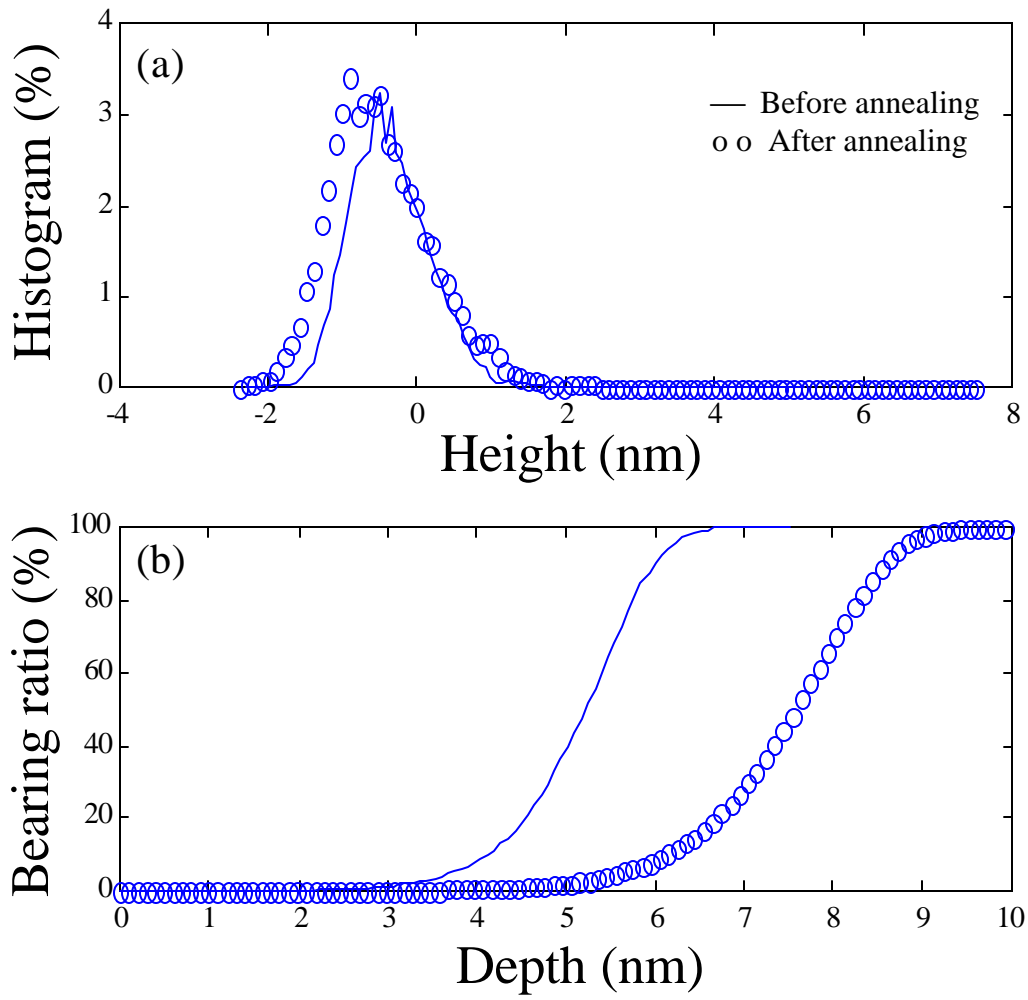 4
(a)
3
2
1
0
Histogram (%)
— Before annealing
o o After annealing
-4 -2 0 2 4 6 8
Height (nm)
100
(b)
80
60
40
20
0
Bearing ratio (%)
0 1 2 3 4 5 6 7 8 9 10
Depth (nm)